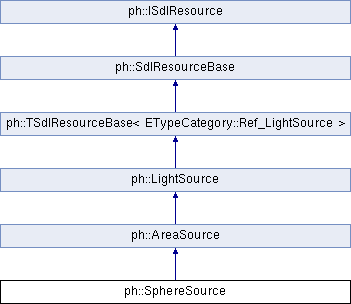 ph::ISdlResource
ph::SdlResourceBase
ph::TSdlResourceBase< ETypeCategory::Ref_LightSource >
ph::LightSource
ph::AreaSource
ph::SphereSource